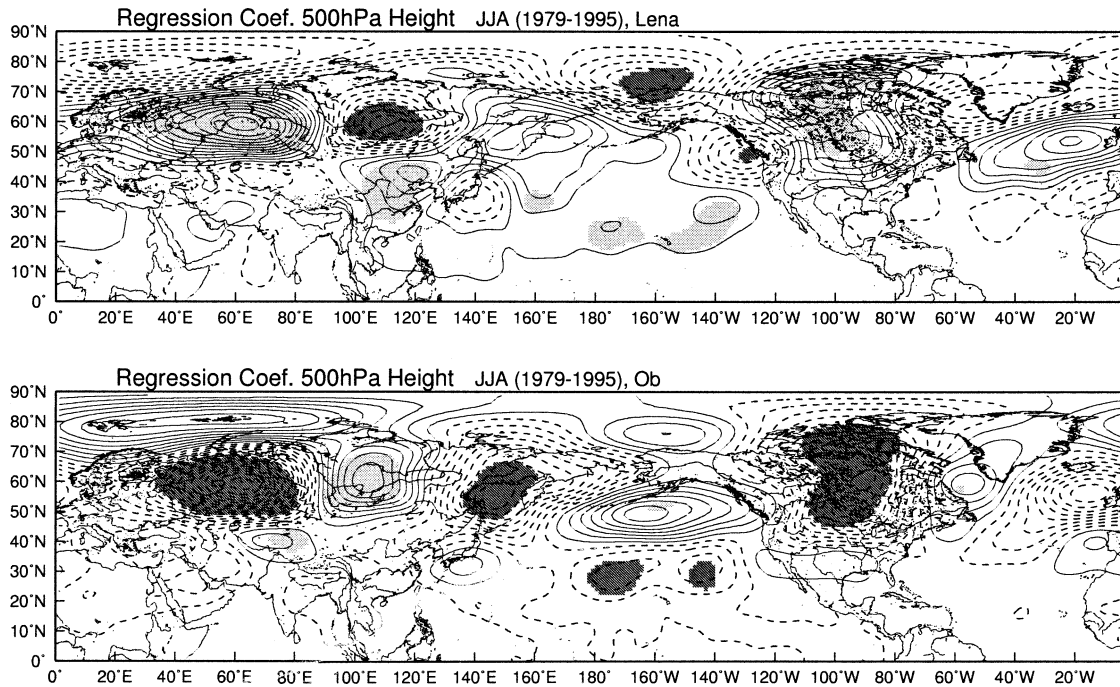 Regression Coef. 500hPa Height JJA (1979-1995), Lena
90˚N
80˚N
70˚N
60˚N
50˚N
40˚N
30˚N
20˚N
10˚N
0˚
0˚ 20˚E 40˚E 60˚E 80˚E 100˚E 120˚E 140˚E 160˚E 180˚ 160˚W 140˚W 120˚W 100˚W 80˚W 60˚W 40˚W 20˚W
Regression Coef. 500hPa Height JJA (1979-1995), Ob
90˚N
80˚N
70˚N
60˚N
50˚N
40˚N
30˚N
20˚N
10˚N
0˚
0˚ 20˚E 40˚E 60˚E 80˚E 100˚E 120˚E 140˚E 160˚E 180˚ 160˚W 140˚W 120˚W 100˚W 80˚W 60˚W 40˚W 20˚W